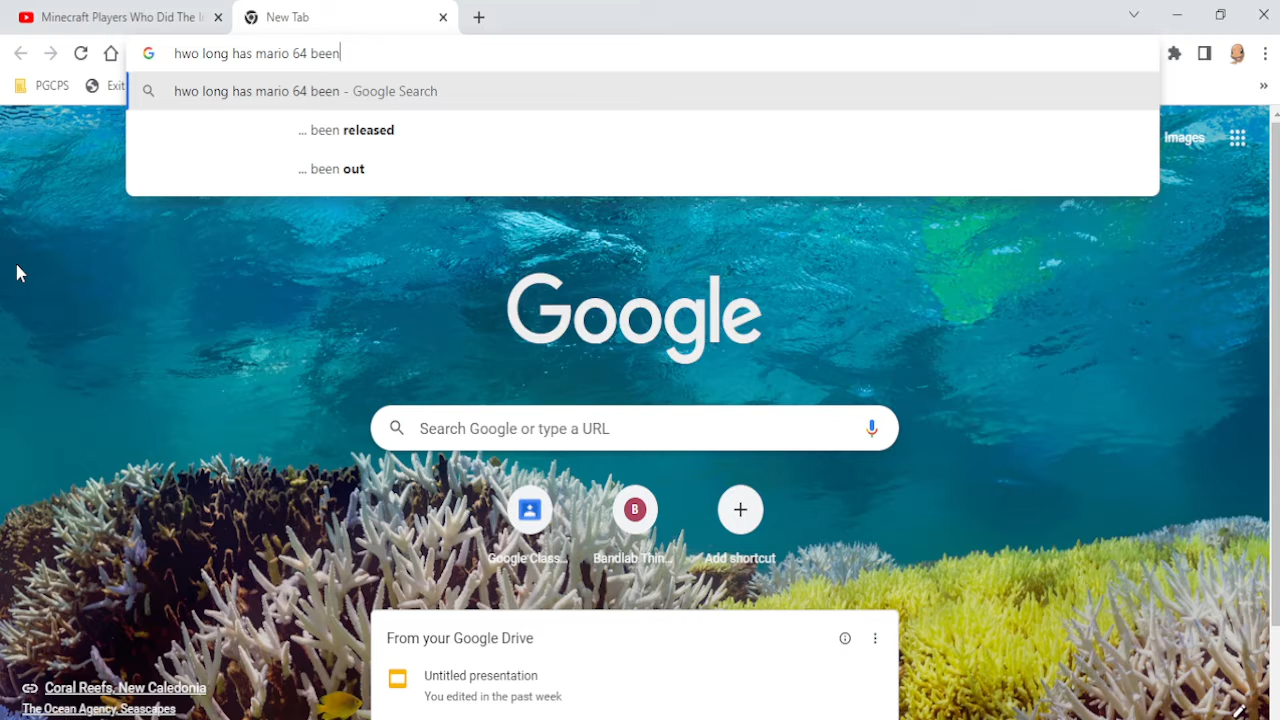 Minecraft Players Who Did The I
New Tab
hwo long has mario 64 been
PGCPS
Exit
hwo long has mario 64 been - Google Search
... been released
... been out
Images
Google
Search Google or type a URL
B
Google Class...
Bandlab Thin...
Add shortcut
From your Google Drive
Untitled presentation
You edited in the past week
Coral Reefs, New Caledonia
The Ocean Agency, Seascapes